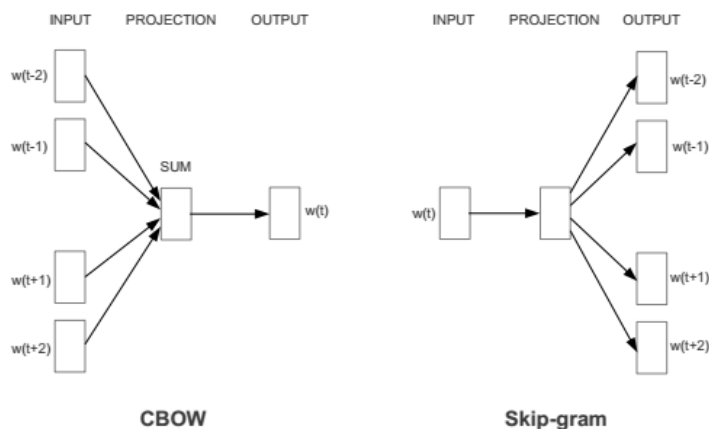 INPUT PROJECTION OUTPUT
w(t-2)
w(t-1)
SUM
w(t)
w(t+1)
w(t+2)
CBOW
INPUT PROJECTION OUTPUT
w(t-2)
w(t-1)
w(t)
w(t+1)
w(t+2)
Skip-gram